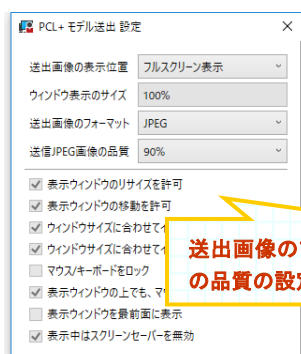 PCL+ モデル送出 設定
送出画像の表示位置 フルスクリーン表示
ウィンドウ表示のサイズ 100%
送出画像のフォーマット JPEG
送信JPEG画像の品質 90%
表示ウィンドウのリサイズを許可
表示ウィンドウの移動を許可
ウィンドウサイズに合わせてイ
ウィンドウサイズに合わせてイ
マウス/キーボードをロック
表示ウィンドウの上でも、マ
表示ウィンドウを最前面に表示
表示中はスクリーンセーバーを無効
送出画像の
の品質の設